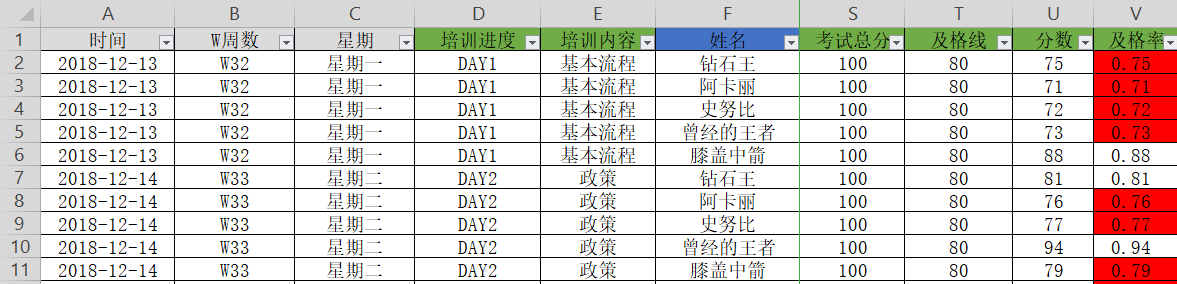 A B C D E F S T U V
1 时间 W周数 星期 培训进度 培训内容 姓名 考试总分 及格线 分数 及格率
2 2018-12-13 W32 星期一 DAY1 基本流程 钻石王 100 80 75 0.75
3 2018-12-13 W32 星期一 DAY1 基本流程 阿卡丽 100 80 71 0.71
4 2018-12-13 W32 星期一 DAY1 基本流程 史努比 100 80 72 0.72
5 2018-12-13 W32 星期一 DAY1 基本流程 曾经的王者 100 80 73 0.73
6 2018-12-13 W32 星期一 DAY1 基本流程 膝盖中箭 100 80 88 0.88
7 2018-12-14 W33 星期二 DAY2 政策 钻石王 100 80 81 0.81
8 2018-12-14 W33 星期二 DAY2 政策 阿卡丽 100 80 76 0.76
9 2018-12-14 W33 星期二 DAY2 政策 史努比 100 80 77 0.77
10 2018-12-14 W33 星期二 DAY2 政策 曾经的王者 100 80 94 0.94
11 2018-12-14 W33 星期二 DAY2 政策 膝盖中箭 100 80 79 0.79